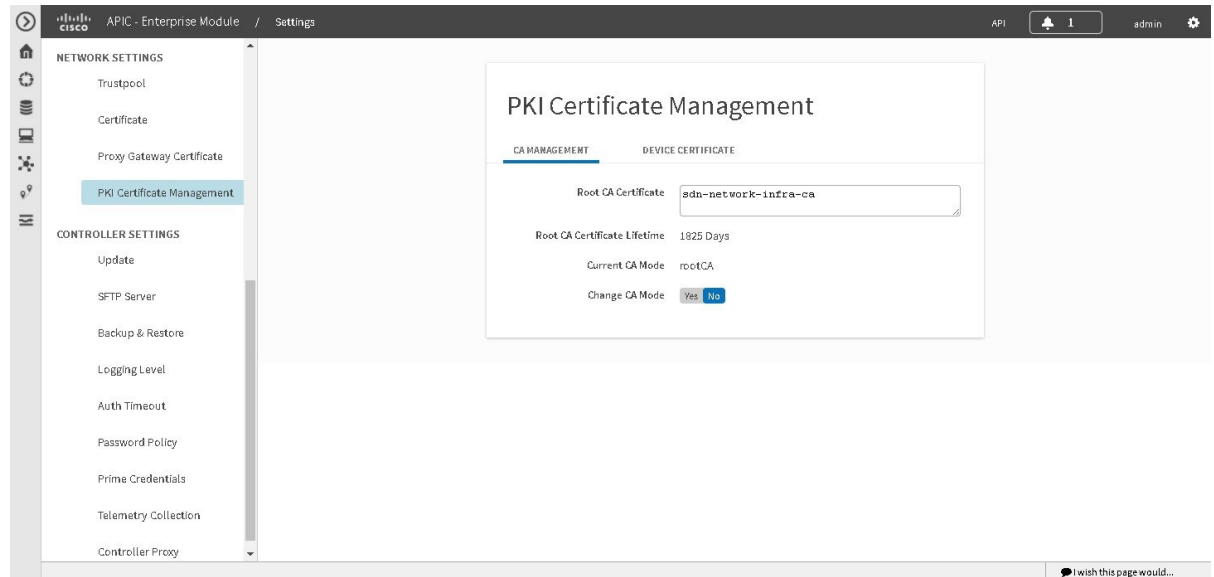 cisco APIC - Enterprise Module / Settings API 1 admin
NETWORK SETTINGS
Trustpool
Certificate
Proxy Gateway Certificate
PKI Certificate Management
CONTROLLER SETTINGS
Update
SFTP Server
Backup & Restore
Logging Level
Auth Timeout
Password Policy
Prime Credentials
Telemetry Collection
Controller Proxy
PKI Certificate Management
CA MANAGEMENT DEVICE CERTIFICATE
Root CA Certificate sdn-network-infra-ca
Root CA Certificate Lifetime 1825 Days
Current CA Mode rootCA
Change CA Mode Yes No
I wish this page would...